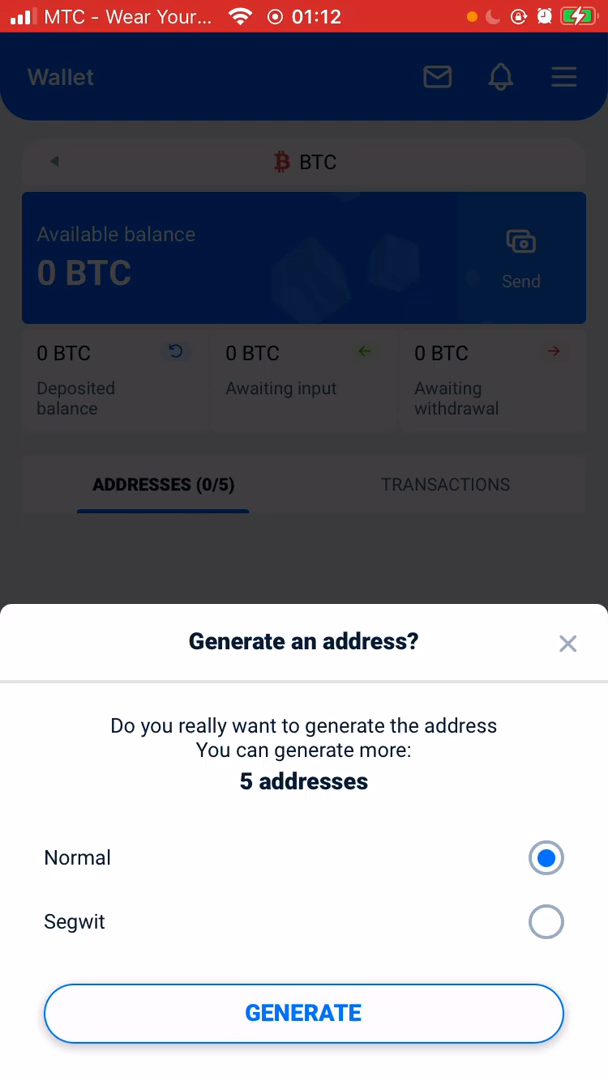 MTC - Wear Your... 01:12
Wallet
BTC
Available balance
0 BTC
Send
0 BTC 0 BTC 0 BTC
Deposited balance
Awaiting input
Awaiting withdrawal
ADDRESSES (0/5) TRANSACTIONS
Generate an address?
Do you really want to generate the address
You can generate more:
5 addresses
Normal
Segwit
GENERATE